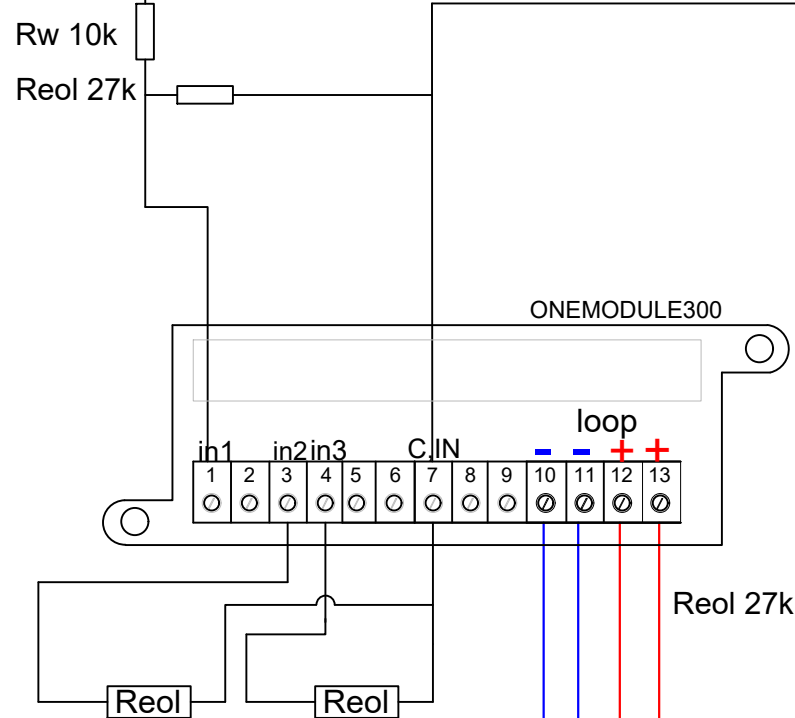 Rw 10k
Reol 27k
ONEMODULE300
loop
in1 in2 in3 C.IN - - + +
1 2 3 4 5 6 7 8 9 10 11 12 13
Reol 27k
Reol Reol